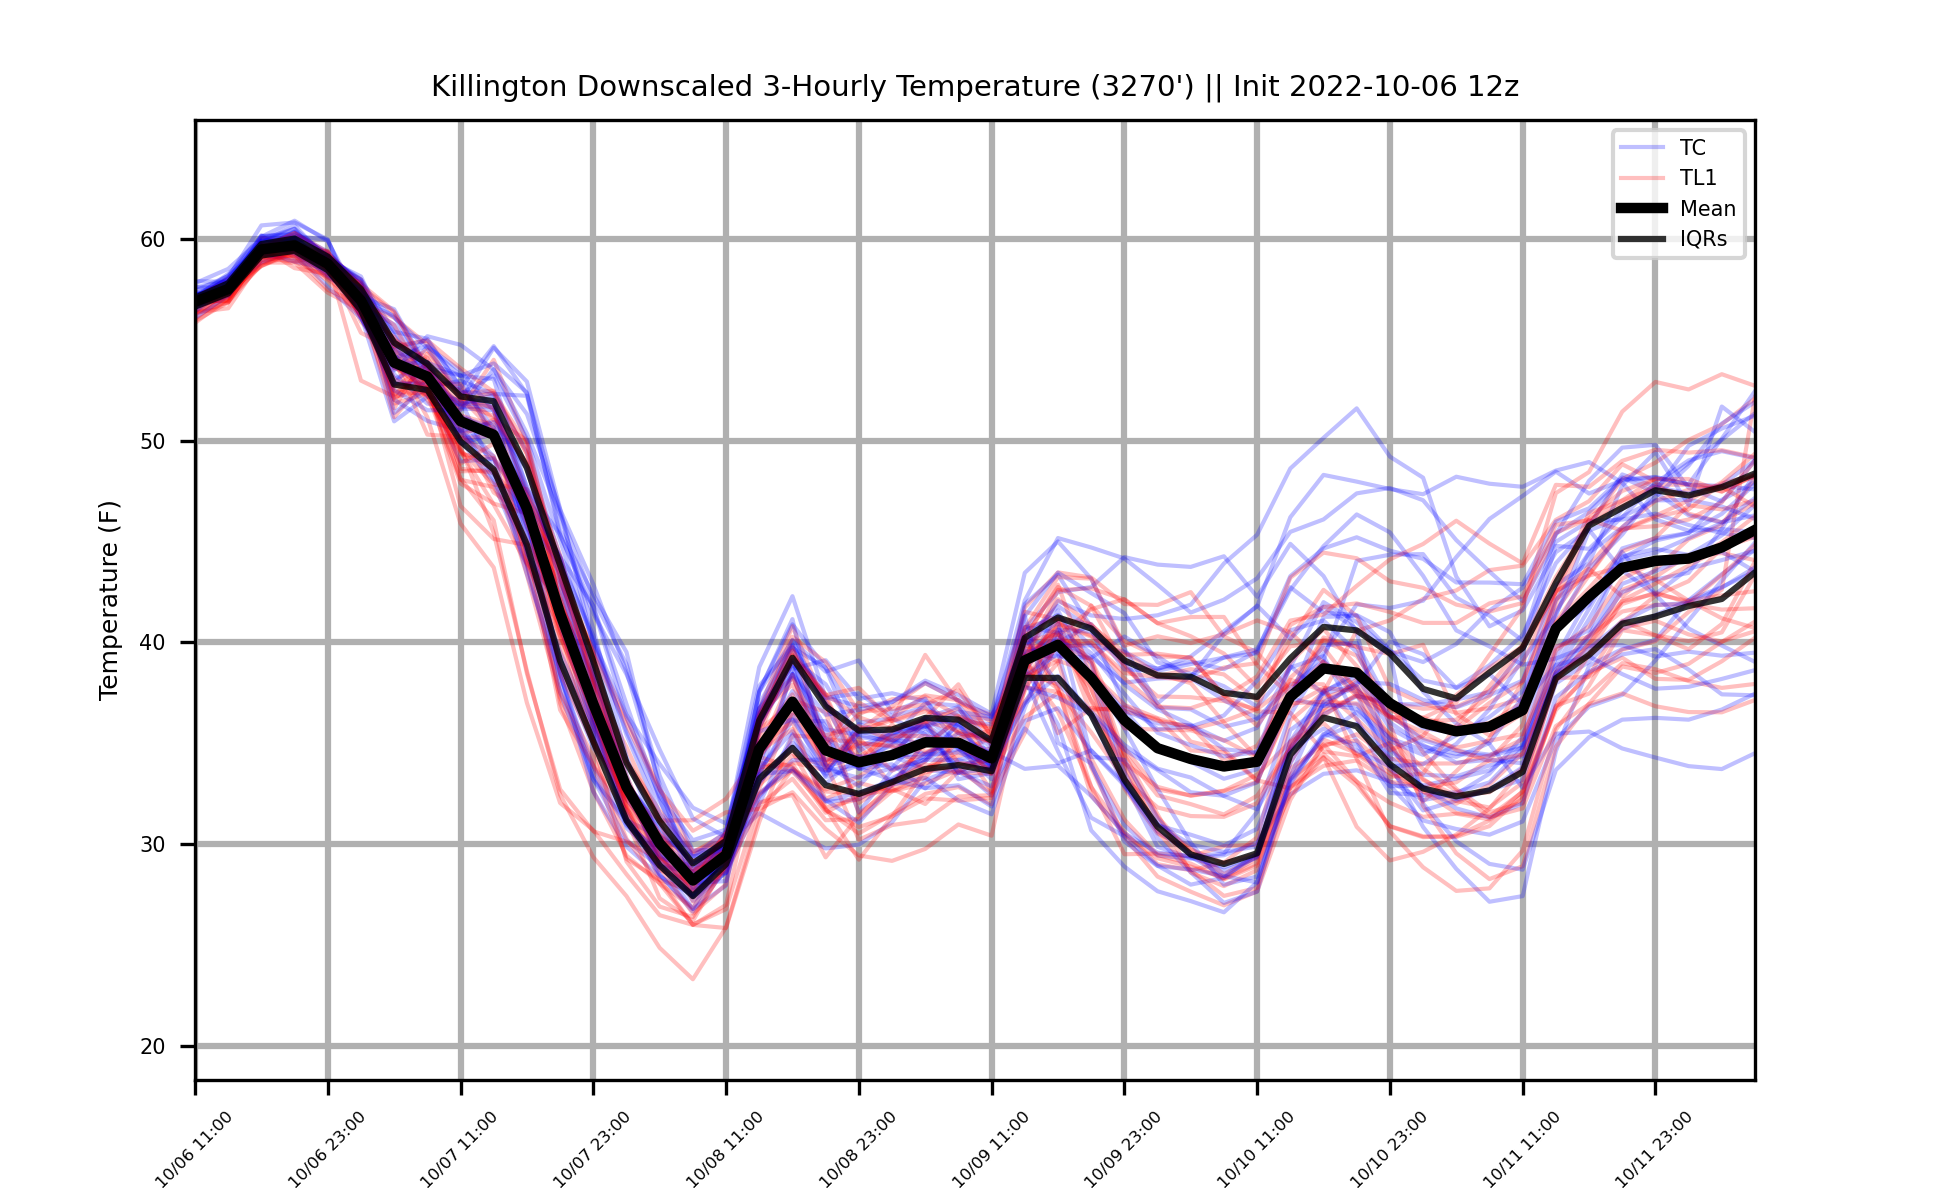 Killington Downscaled 3-Hourly Temperature (3270') || Init 2022-10-06 12z
TC
TL1
Mean
IQRs
Temperature (F)
60
50
40
30
20
10/06 11:00
10/06 23:00
10/07 11:00
10/07 23:00
10/08 11:00
10/08 23:00
10/09 11:00
10/09 23:00
10/10 11:00
10/10 23:00
10/11 11:00
10/11 23:00